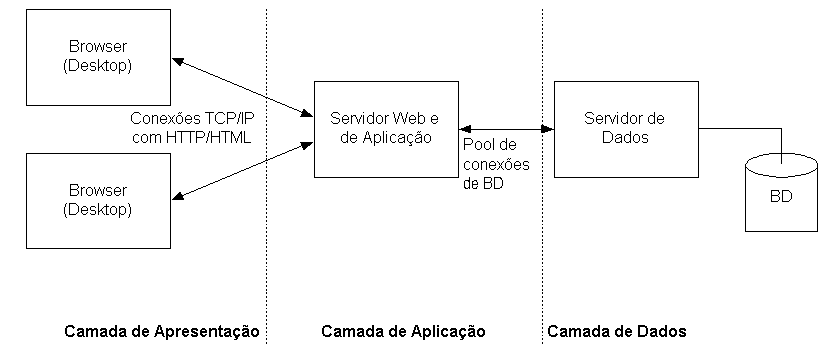 Browser
(Desktop)
Conexões TCP/IP
com HTTP/HTML
Browser
(Desktop)
Servidor Web e
de Aplicação
Pool de
conexões
de BD
Servidor de
Dados
BD
Camada de Apresentação
Camada de Aplicação
Camada de Dados